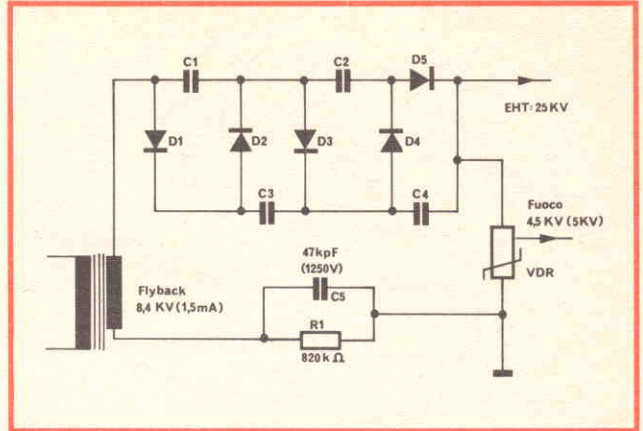 C1
C2
D5
EHT: 25 KV
D1
D2
D3
D4
C3
C4
Fuoco
4,5 KV (5KV)
47kpF
(1250V)
C5
VDR
Flyback
8,4 KV (1,5mA)
R1
820k Ω